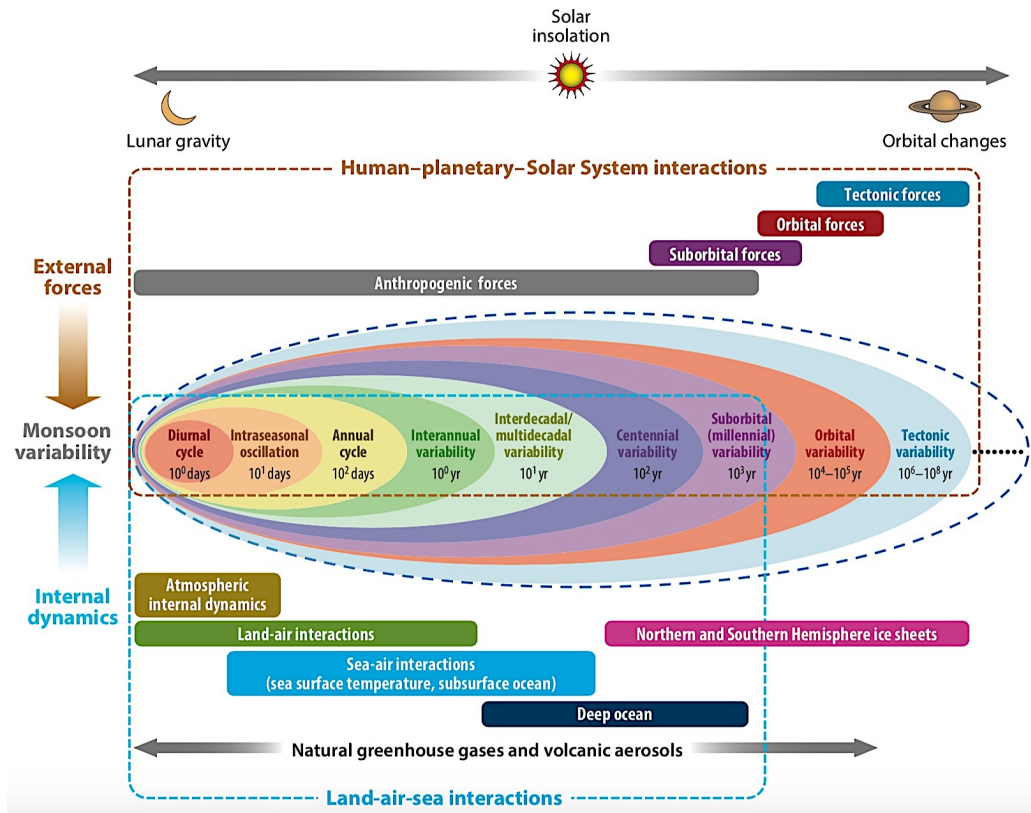 Solar
insolation
Lunar gravity
Orbital changes
Human–planetary–Solar System interactions
Tectonic forces
Orbital forces
Suborbital forces
External
forces
Anthropogenic forces
Monsoon
variability
Diurnal
cycle
10⁰ days
Intraseasonal
oscillation
10¹ days
Annual
cycle
10² days
Interannual
variability
10⁰ yr
Interdecadal/
multidecadal
variability
10¹ yr
Centennial
variability
10² yr
Suborbital
(millennial)
variability
10³ yr
Orbital
variability
10⁴–10⁵ yr
Tectonic
variability
10⁶–10⁸ yr
Internal
dynamics
Atmospheric
internal dynamics
Land-air interactions
Northern and Southern Hemisphere ice sheets
Sea-air interactions
(sea surface temperature, subsurface ocean)
Deep ocean
Natural greenhouse gases and volcanic aerosols
Land-air-sea interactions